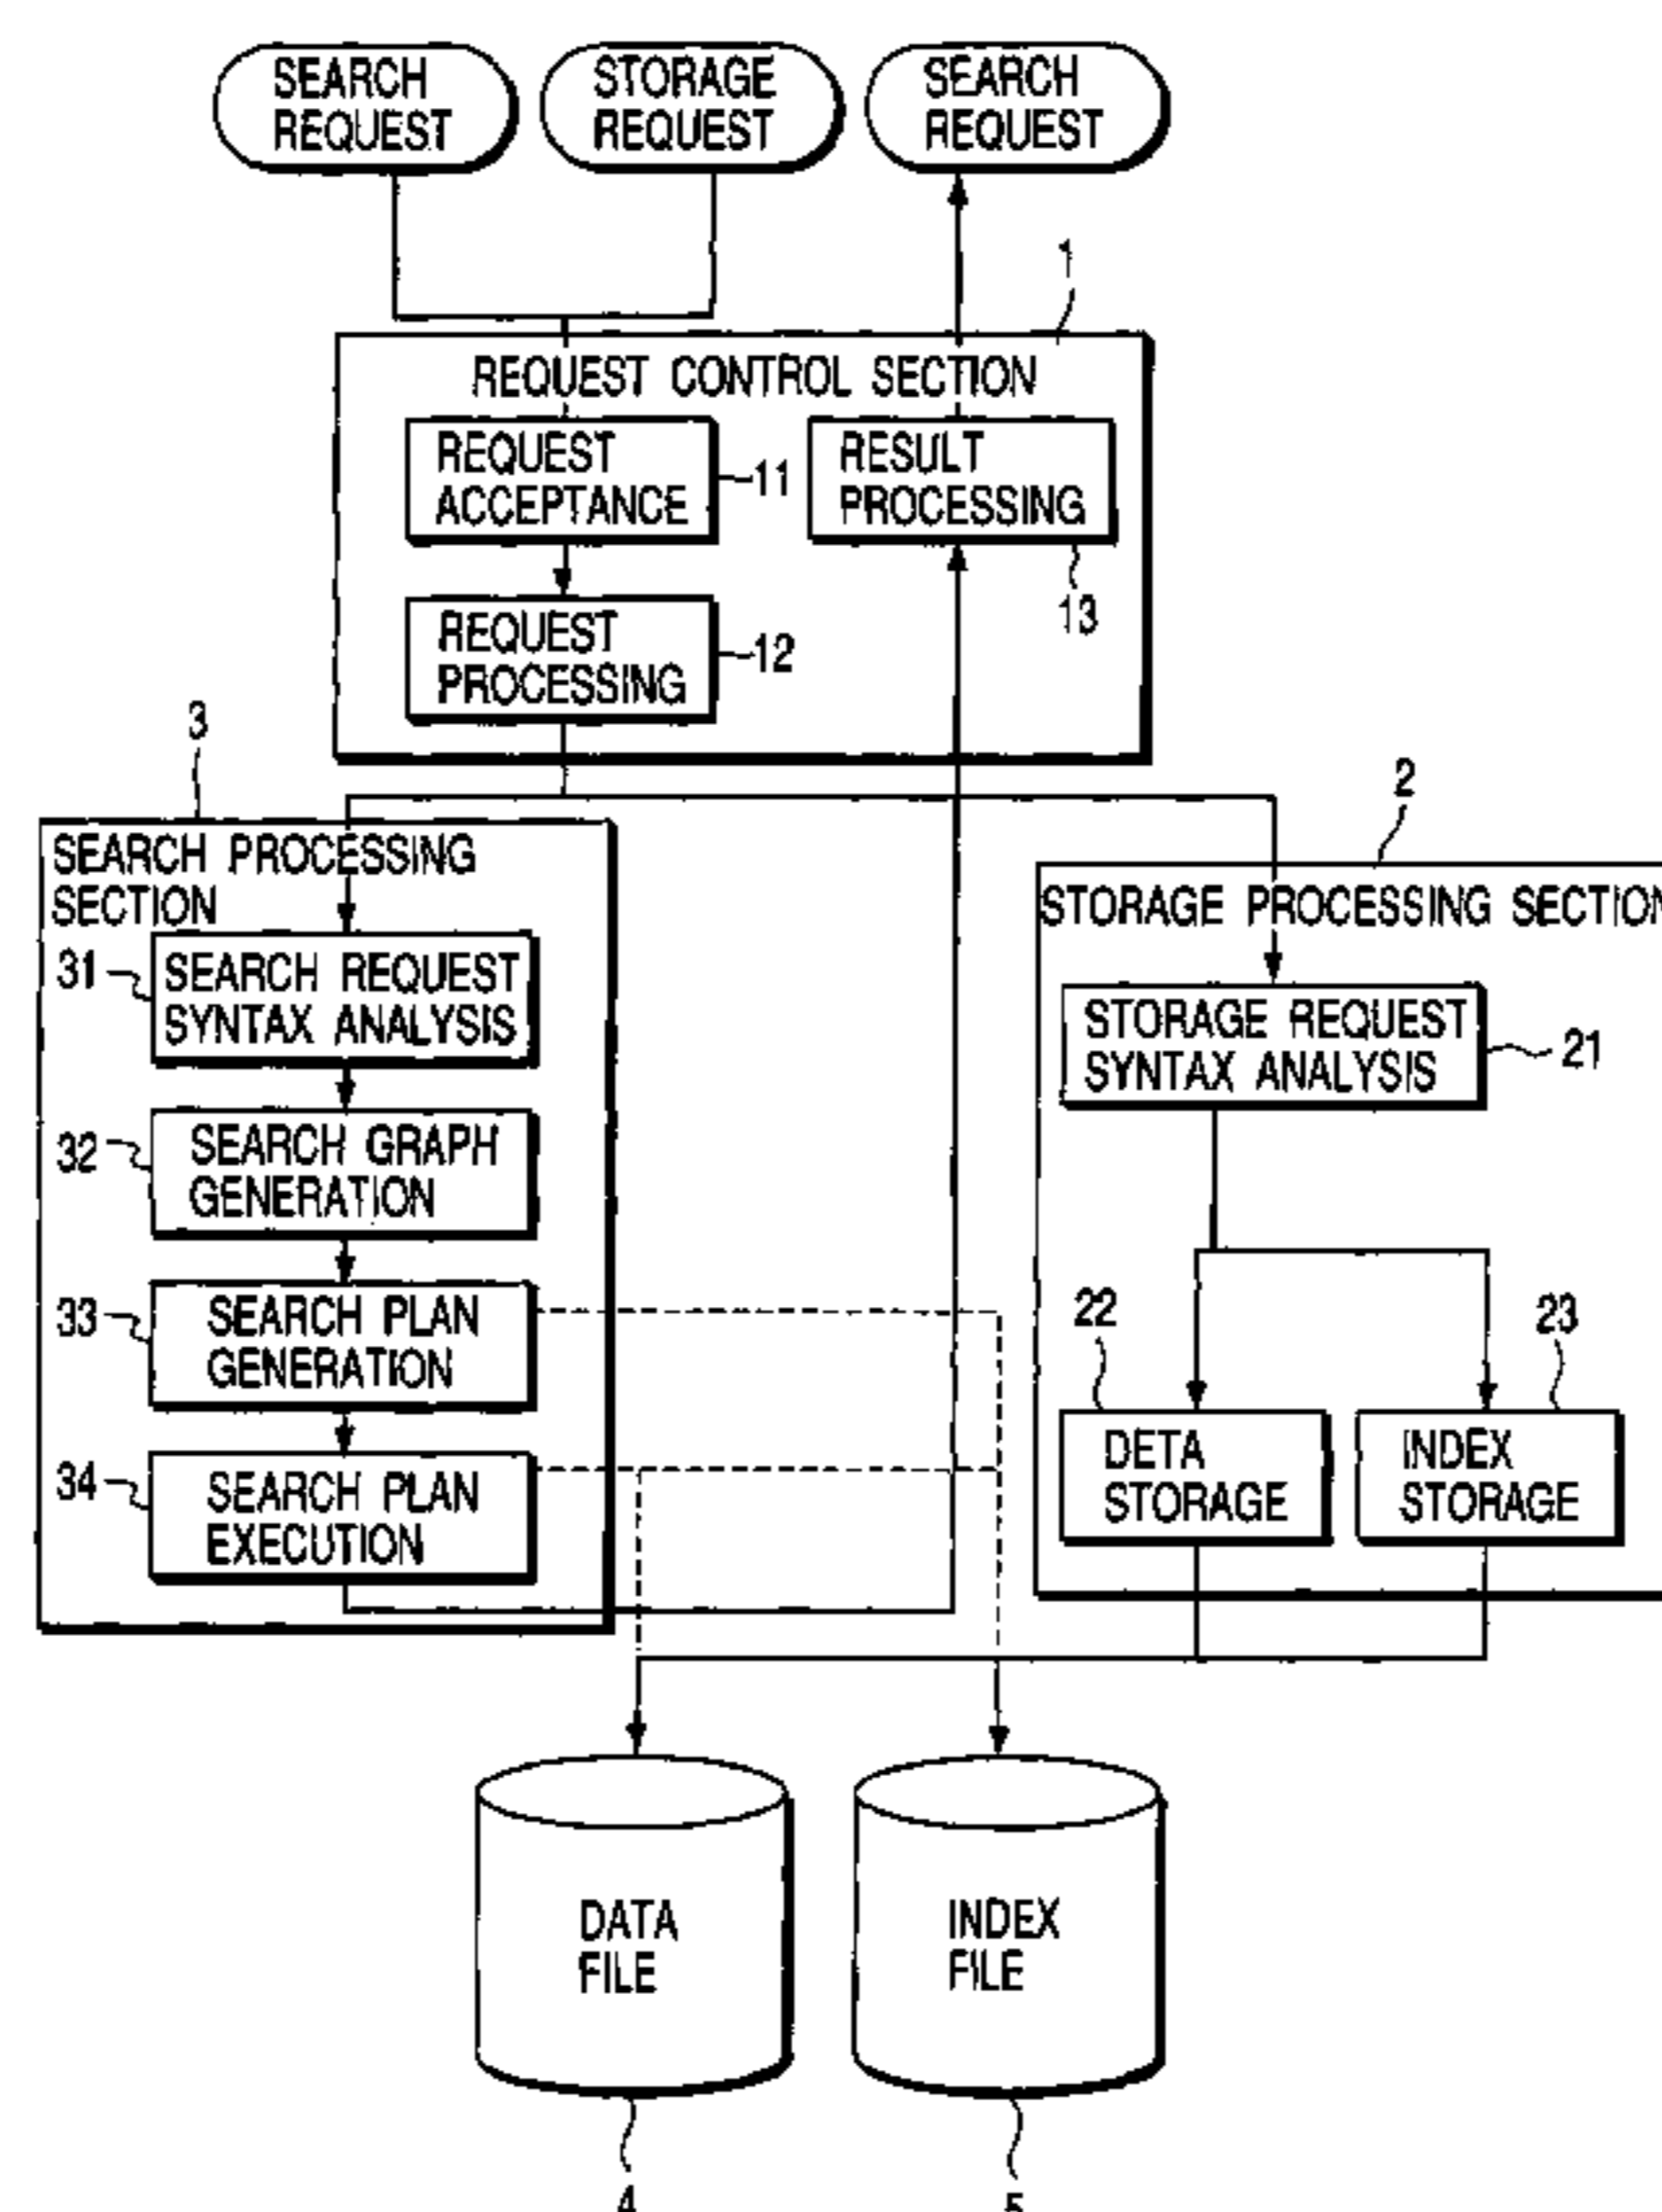 SEARCH
REQUEST
STORAGE
REQUEST
SEARCH
REQUEST
1
REQUEST CONTROL SECTION
REQUEST
ACCEPTANCE
11
RESULT
PROCESSING
13
REQUEST
PROCESSING
12
3
SEARCH PROCESSING
SECTION
31
SEARCH REQUEST
SYNTAX ANALYSIS
32
SEARCH GRAPH
GENERATION
33
SEARCH PLAN
GENERATION
34
SEARCH PLAN
EXECUTION
2
STORAGE PROCESSING SECTION
STORAGE REQUEST
SYNTAX ANALYSIS
21
22
DETA
STORAGE
23
INDEX
STORAGE
DATA
FILE
4
INDEX
FILE
5